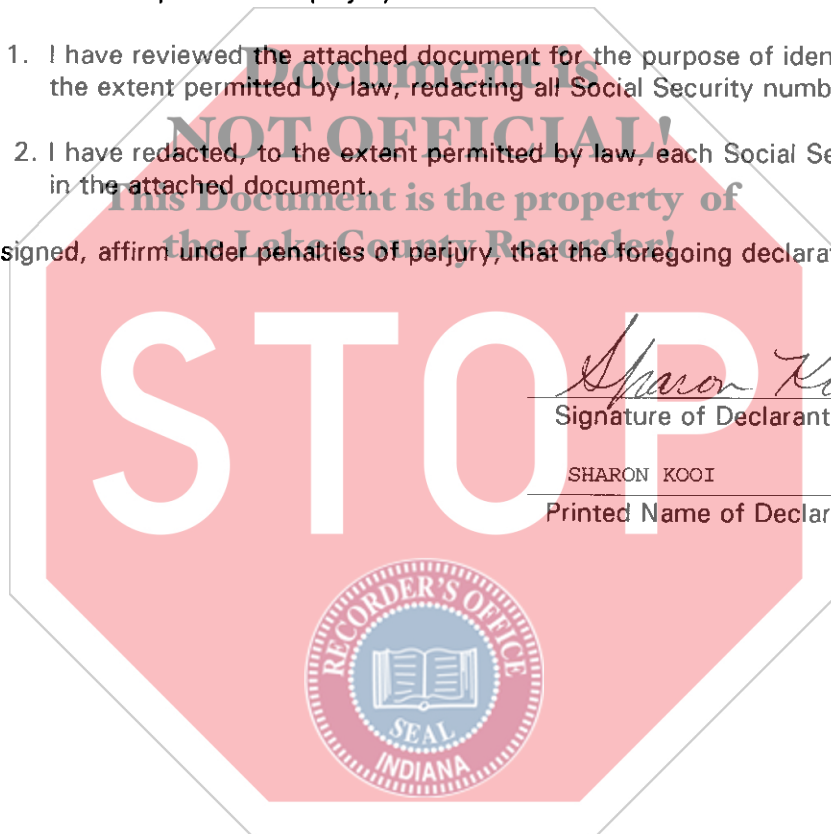 1. I have reviewed the attached document for the purpose of iden
the extent permitted by law, redacting all Social Security numb
2. I have redacted, to the extent permitted by law, each Social Se
in the attached document.
signed, affirm under penalties of perjury, that the foregoing declara
Document is
NOT OFFICIAL!
This Document is the property of
the Lake County Recorder!
STOP
Sharon Ko
Signature of Declarant
SHARON KOOI
Printed Name of Declar
RECORDER'S OFFICE
SEAL
INDIANA